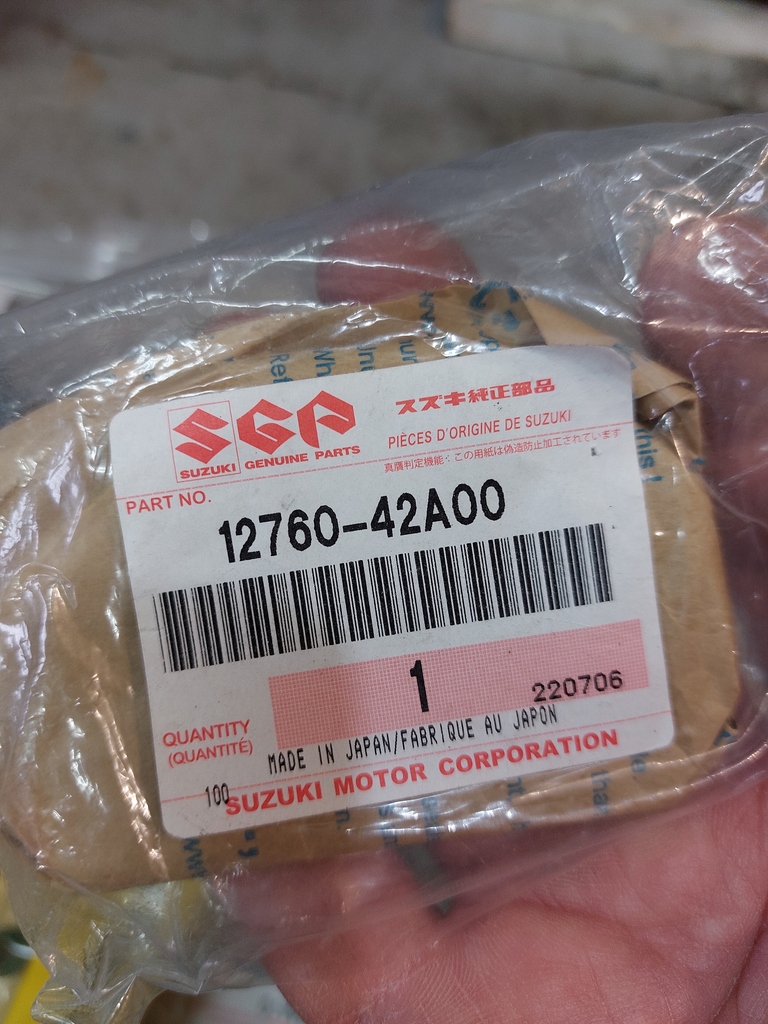 SGP
スズキ純正部品
SUZUKI GENUINE PARTS
PIÈCES D'ORIGINE DE SUZUKI
真贋判定機能：この用紙は偽造防止加工されています
PART NO.
12760-42A00
1
220706
QUANTITY
(QUANTITÉ)
MADE IN JAPAN/FABRIQUE AU JAPON
100
SUZUKI MOTOR CORPORATION